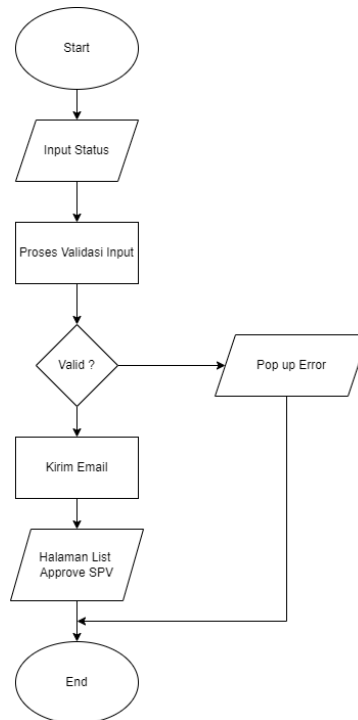 Start
Input Status
Proses Validasi Input
Valid ?
Pop up Error
Kirim Email
Halaman List
Approve SPV
End